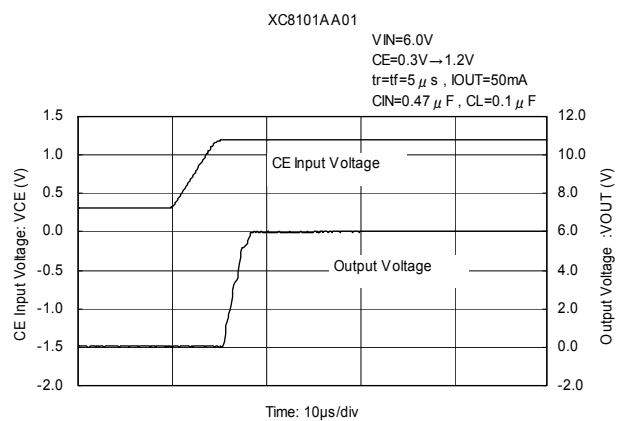 XC8101AA01
VIN=6.0V
CE=0.3V→1.2V
tr=tf=5 μ s , IOUT=50mA
CIN=0.47 μ F , CL=0.1 μ F
CE Input Voltage: VCE (V)
1.5
1.0
0.5
0.0
-0.5
-1.0
-1.5
-2.0
CE Input Voltage
Output Voltage
12.0
10.0
8.0
6.0
4.0
2.0
0.0
-2.0
Output Voltage :VOUT (V)
Time: 10μs/div